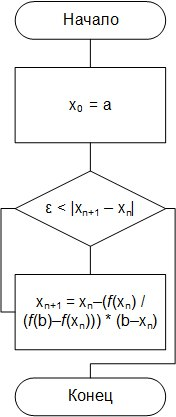 Начало
x₀ = a
ε < |xₙ₊₁ – xₙ|
xₙ₊₁ = xₙ–(f(xₙ) /
(f(b)–f(xₙ))) * (b–xₙ)
Конец